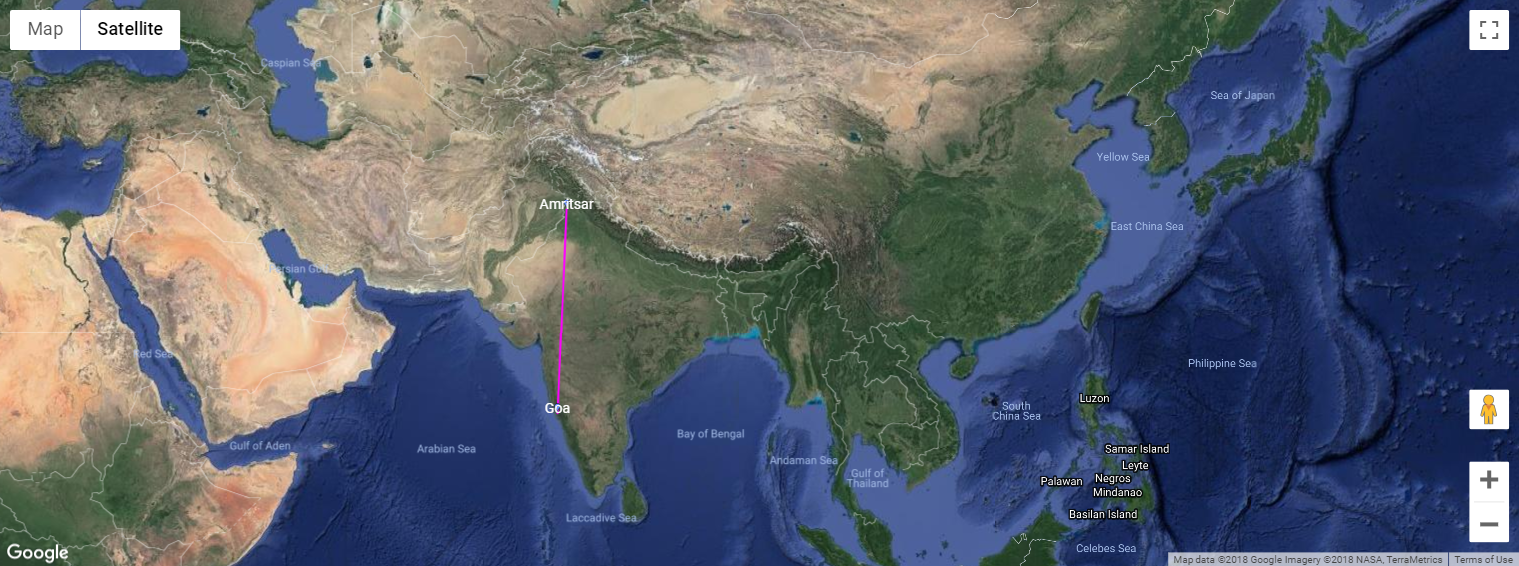 Map Satellite
Caspian Sea
Sea of Japan
Yellow Sea
Amritsar
East China Sea
Persian Gulf
Red Sea
Philippine Sea
Luzon
South
China Sea
Goa
Bay of Bengal
Gulf of Aden
Arabian Sea
Samar Island
Andaman Sea
Leyte
Gulf of
Thailand
Palawan
Negros
Mindanao
Laccadive Sea
Basilan Island
Celebes Sea
Google
Map data ©2018 Google Imagery ©2018 NASA, TerraMetrics
Terms of Use